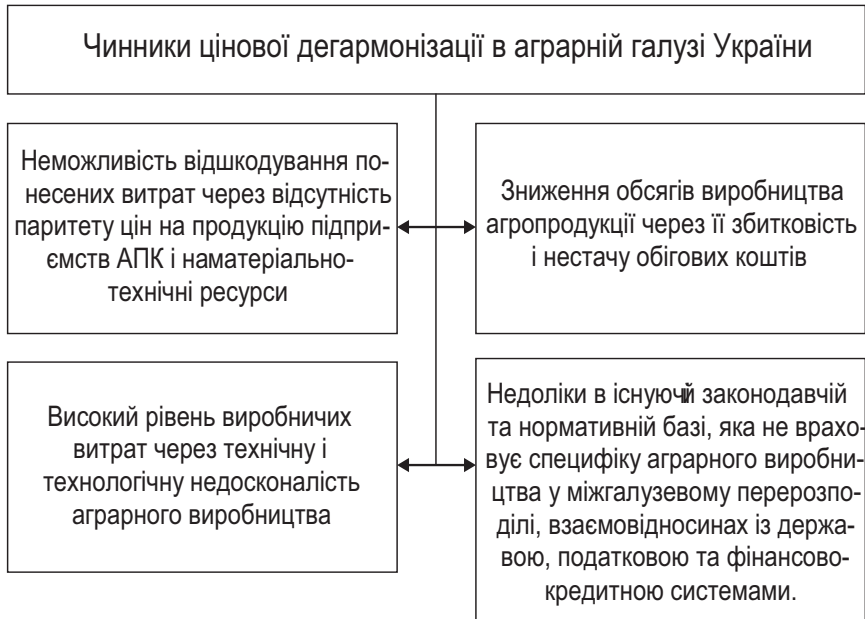 Чинники цінової дегармонізації в аграрній галузі України
Неможливість відшкодування по-
несених витрат через відсутність
паритету цін на продукцію підпри-
ємств АПК і наматеріально-
технічні ресурси
Зниження обсягів виробництва
агропродукції через її збитковість
і нестачу обігових коштів
Високий рівень виробничих
витрат через технічну і
технологічну недосконалість
аграрного виробництва
Недоліки в існуючій законодавчій
та нормативній базі, яка не врахо-
вує специфіку аграрного виробни-
цтва у міжгалузевому перерозпо-
ділі, взаємовідносинах із держа-
вою, податковою та фінансово-
кредитною системами.